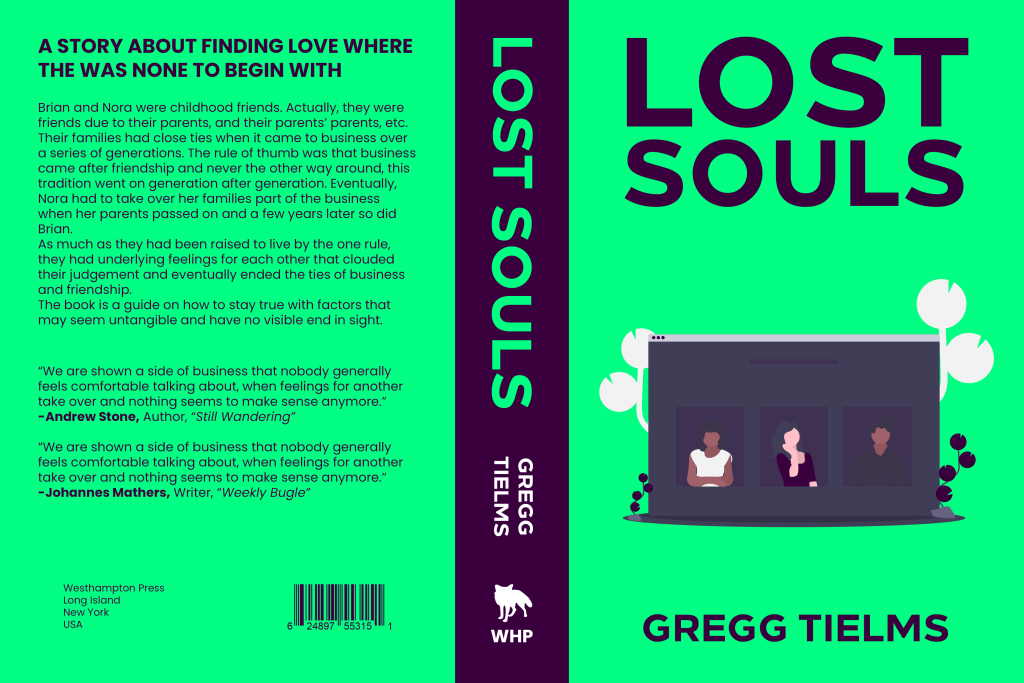 A STORY ABOUT FINDING LOVE WHERE
THE WAS NONE TO BEGIN WITH
Brian and Nora were childhood friends. Actually, they were
friends due to their parents, and their parents' parents, etc.
Their families had close ties when it came to business over
a series of generations. The rule of thumb was that business
came after friendship and never the other way around, this
tradition went on generation after generation. Eventually,
Nora had to take over her families part of the business
when her parents passed on and a few years later so did
Brian.
As much as they had been raised to live by the one rule,
they had underlying feelings for each other that clouded
their judgement and eventually ended the ties of business
and friendship.
The book is a guide on how to stay true with factors that
may seem untangible and have no visible end in sight.
“We are shown a side of business that nobody generally
feels comfortable talking about, when feelings for another
take over and nothing seems to make sense anymore.”
-Andrew Stone, Author, “Still Wandering”
“We are shown a side of business that nobody generally
feels comfortable talking about, when feelings for another
take over and nothing seems to make sense anymore.”
-Johannes Mathers, Writer, “Weekly Bugle”
Westhampton Press
Long Island
New York
USA
6 24897 55315 1
LOST SOULS
GREGG
TIELMS
WHP
LOST
SOULS
GREGG TIELMS